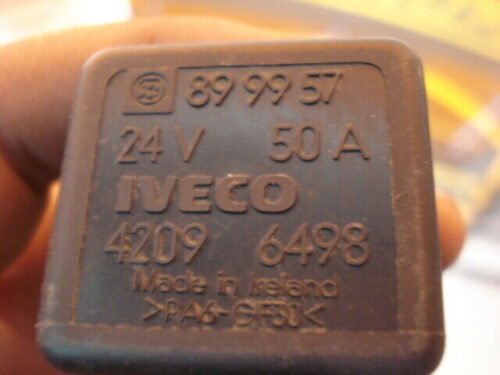 89 99 57
24 V 50 A
IVECO
4209 6498
Made in Ireland
>PA6-GF30<